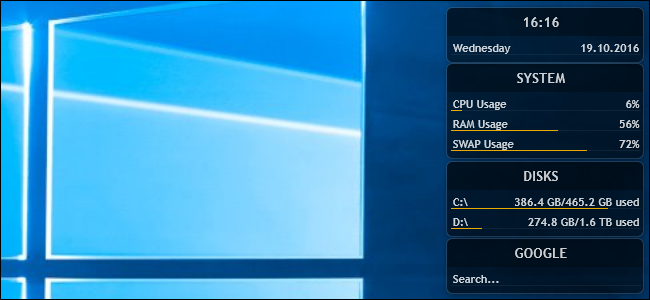 16:16
Wednesday 19.10.2016
SYSTEM
CPU Usage 6%
RAM Usage 56%
SWAP Usage 72%
DISKS
C:\ 386.4 GB/465.2 GB used
D:\ 274.8 GB/1.6 TB used
GOOGLE
Search...